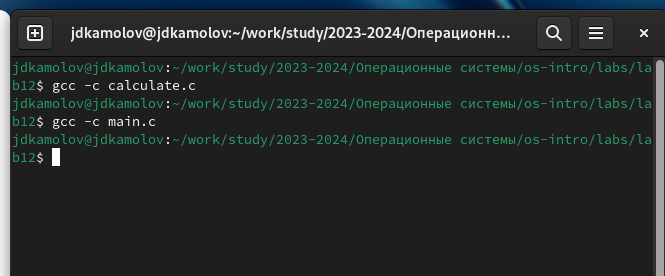 jdkamolov@jdkamolov:~/work/study/2023-2024/Операционн…
jdkamolov@jdkamolov:~/work/study/2023-2024/Операционные системы/os-intro/labs/la
b12$ gcc -c calculate.c
jdkamolov@jdkamolov:~/work/study/2023-2024/Операционные системы/os-intro/labs/la
b12$ gcc -c main.c
jdkamolov@jdkamolov:~/work/study/2023-2024/Операционные системы/os-intro/labs/la
b12$